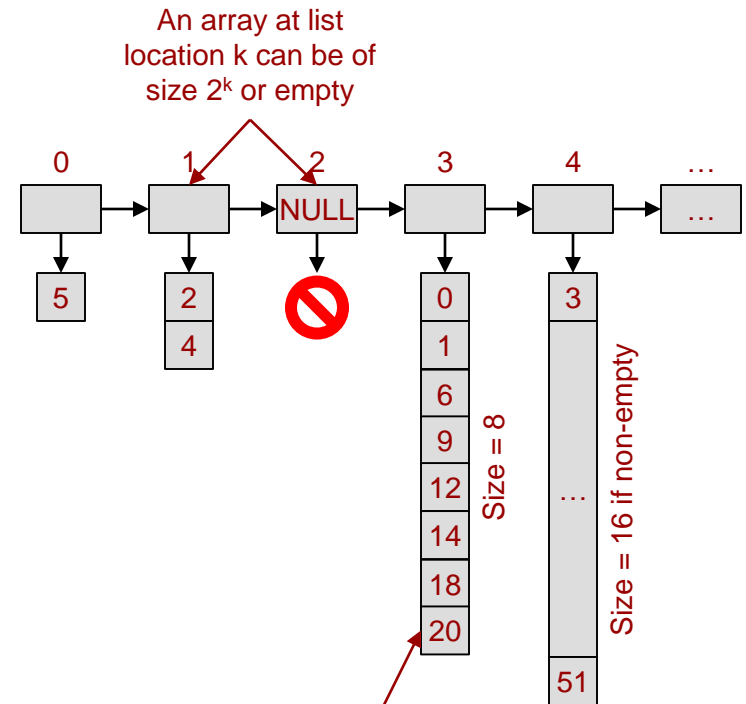 An array at list
location k can be of
size 2ᵏ or empty
0 1 2 3 4 …
NULL …
5
2
4
0
1
6
9
12
14
18
20
Size = 8
3
…
51
Size = 16 if non-empty